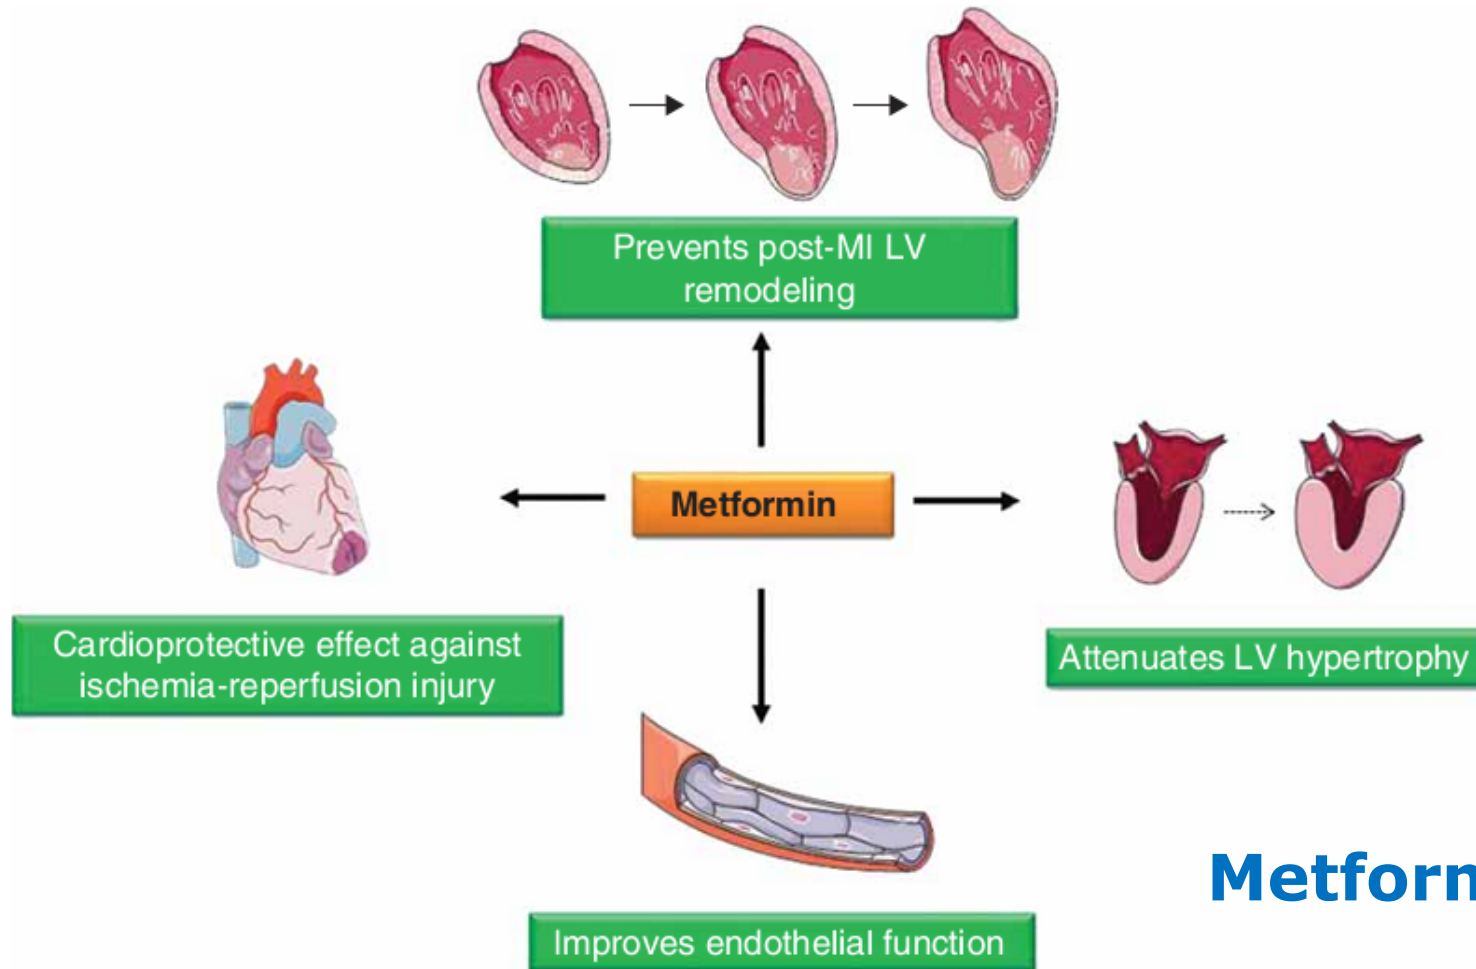 Prevents post-MI LV
remodeling
Metformin
Cardioprotective effect against
ischemia-reperfusion injury
Attenuates LV hypertrophy
Improves endothelial function